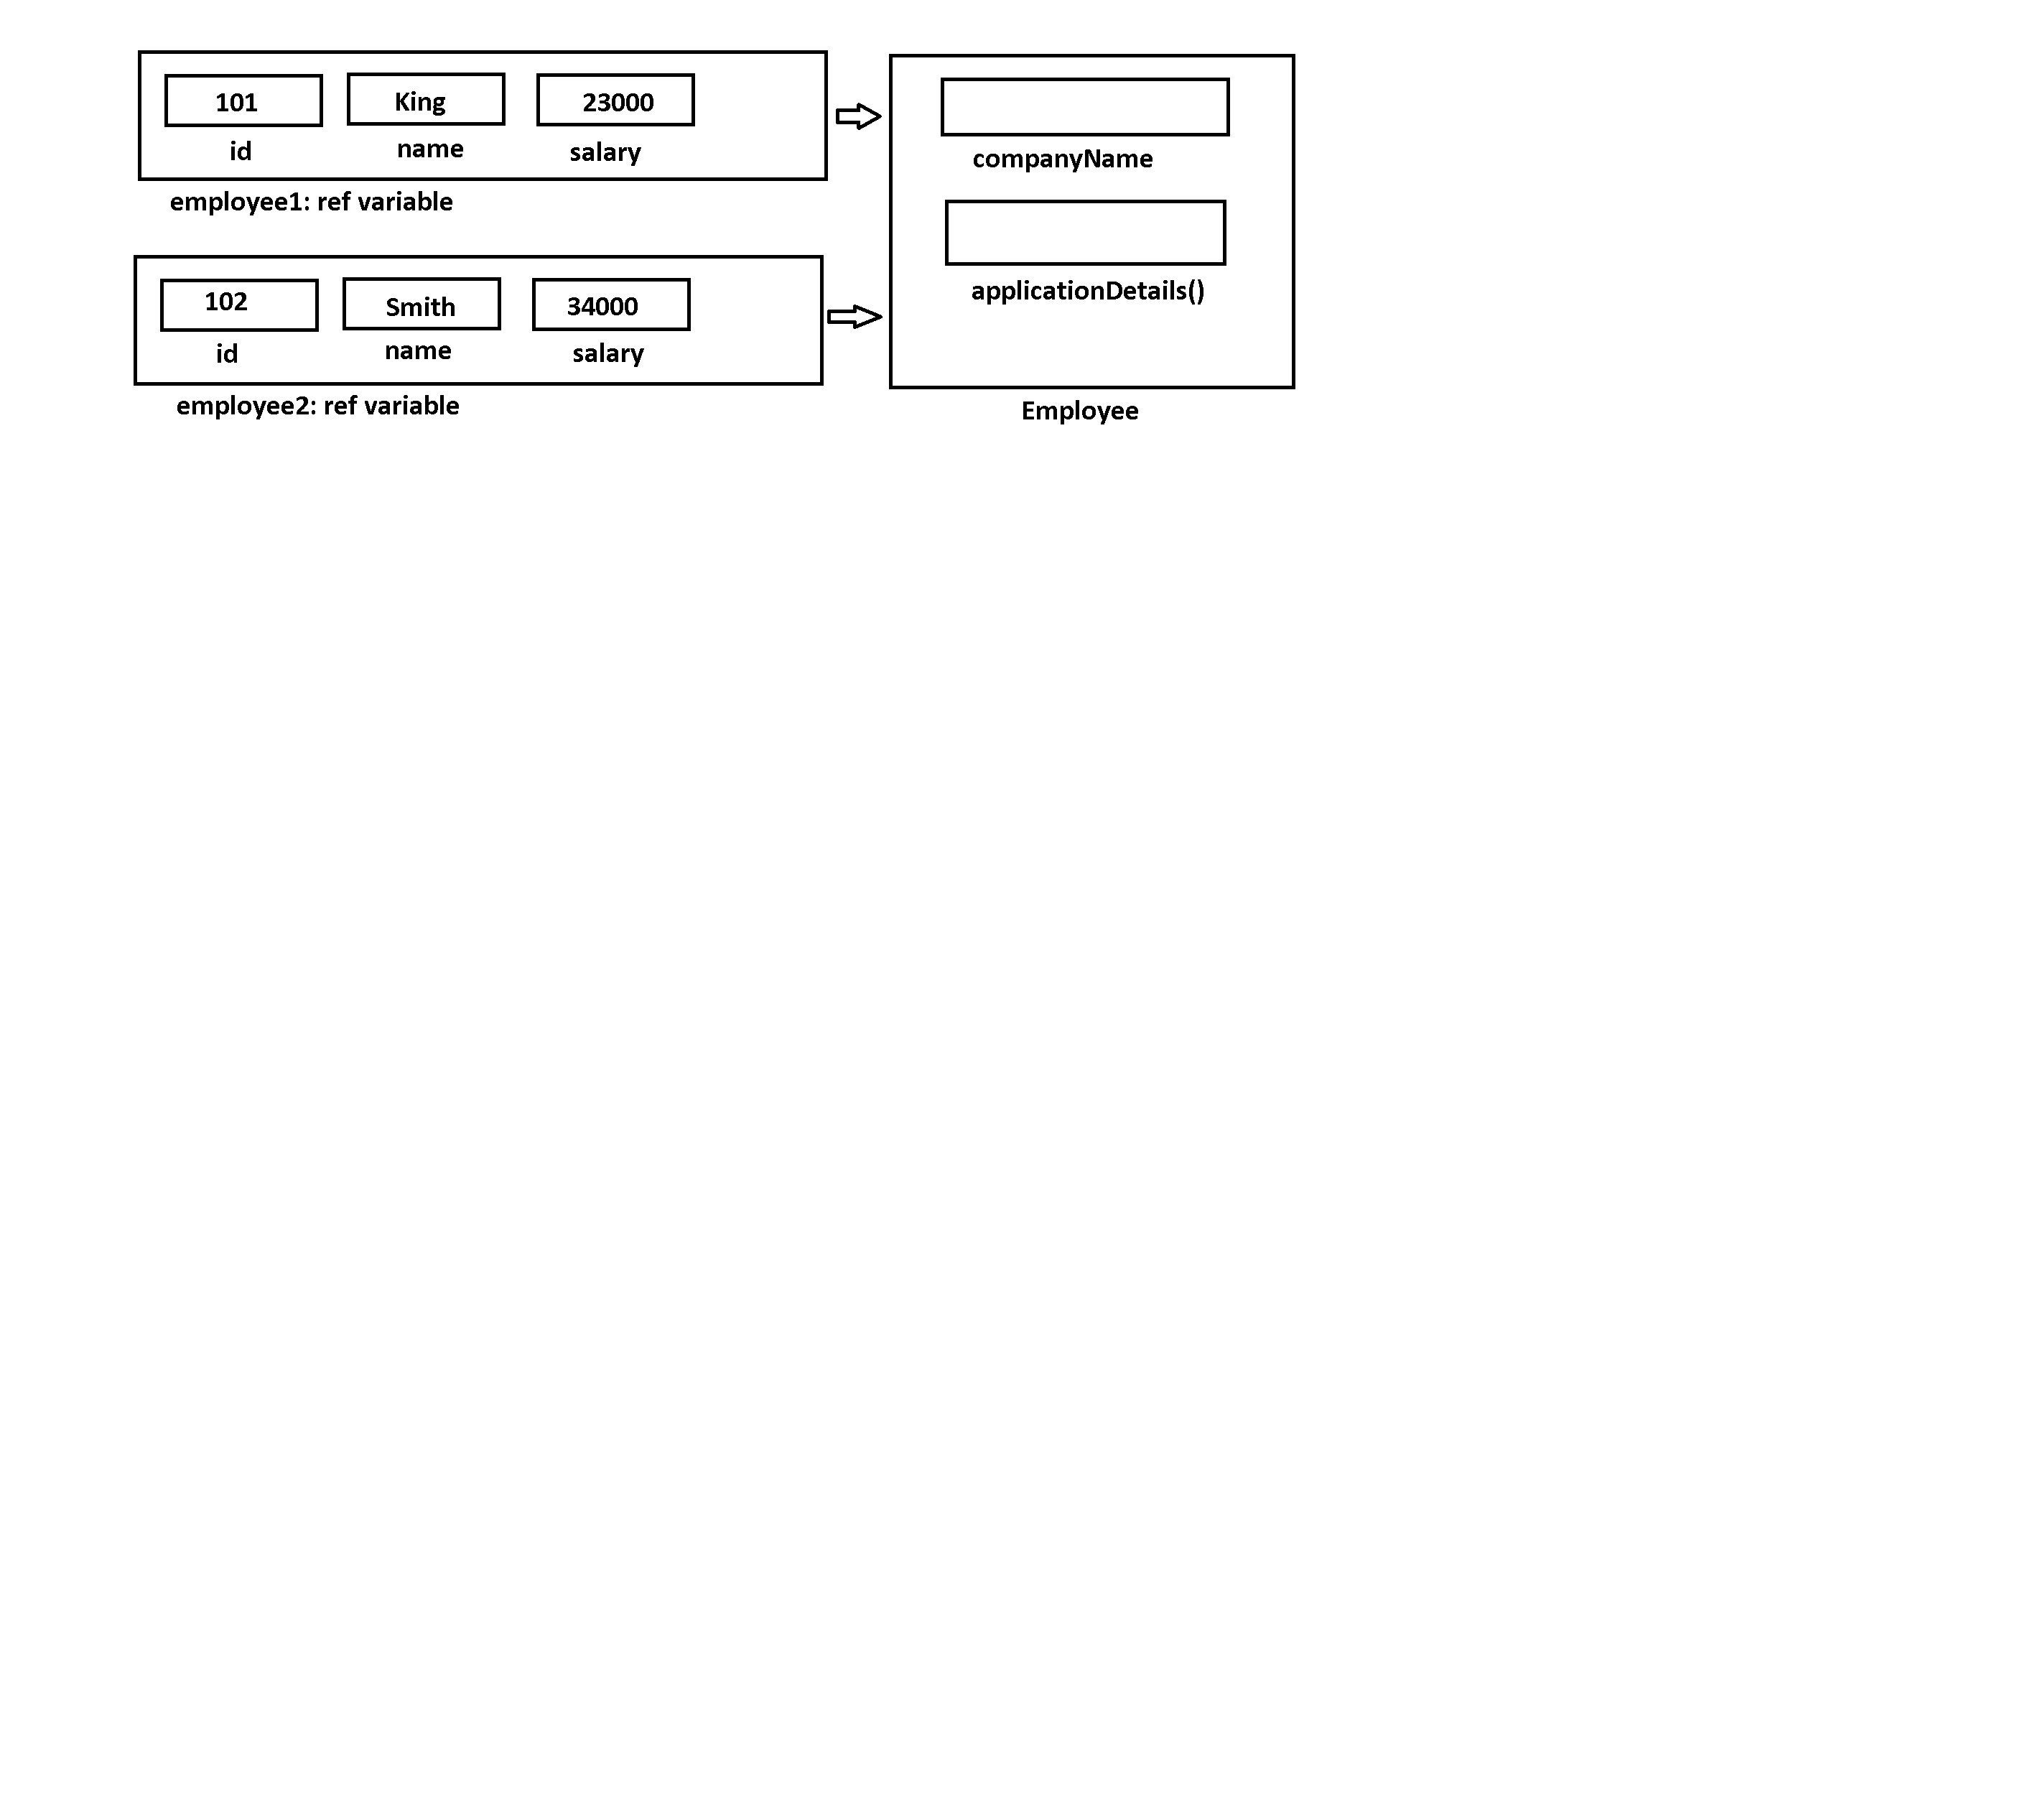 101 King 23000
id name salary
employee1: ref variable
102 Smith 34000
id name salary
employee2: ref variable
companyName
applicationDetails()
Employee